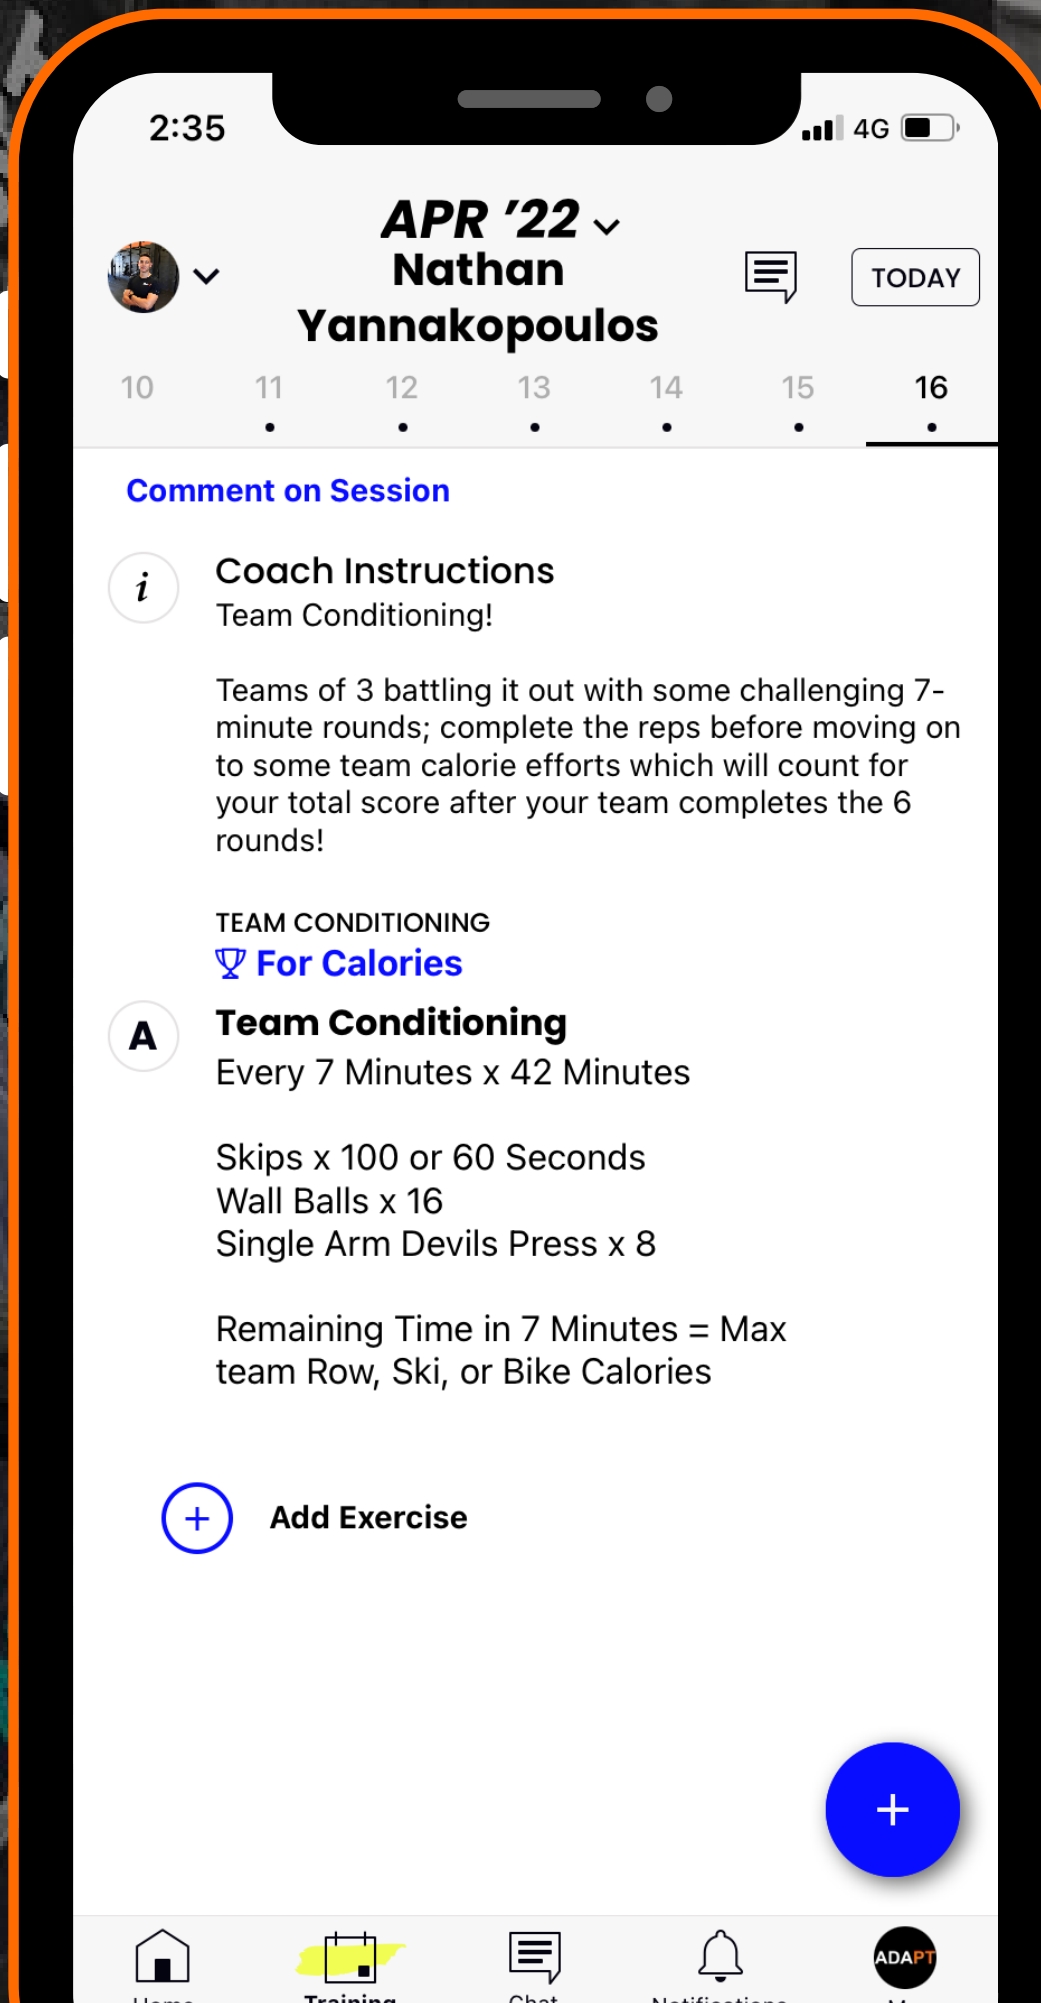 2:35
4G
APR '22
Nathan
Yannakopoulos
TODAY
10 11 12 13 14 15 16
Comment on Session
i
Coach Instructions
Team Conditioning!
Teams of 3 battling it out with some challenging 7-
minute rounds; complete the reps before moving on
to some team calorie efforts which will count for
your total score after your team completes the 6
rounds!
TEAM CONDITIONING
For Calories
A
Team Conditioning
Every 7 Minutes x 42 Minutes
Skips x 100 or 60 Seconds
Wall Balls x 16
Single Arm Devils Press x 8
Remaining Time in 7 Minutes = Max
team Row, Ski, or Bike Calories
+ Add Exercise
+
ADAPT
Home Training Chat Notifications